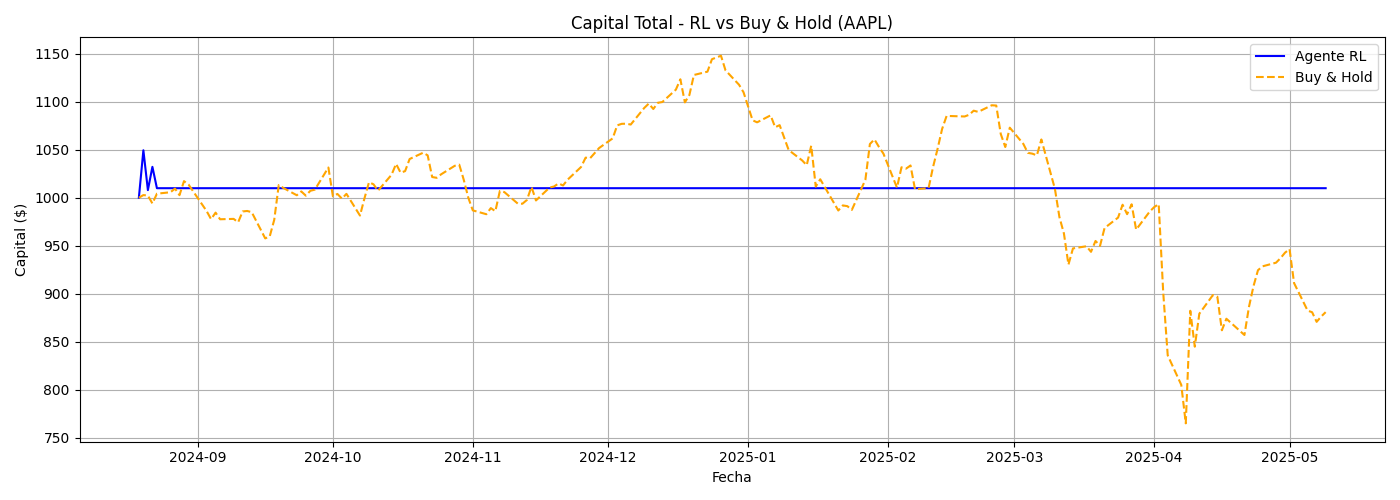 Capital Total - RL vs Buy & Hold (AAPL)
Agente RL
Buy & Hold
Capital ($)
1150
1100
1050
1000
950
900
850
800
750
2024-09 2024-10 2024-11 2024-12 2025-01 2025-02 2025-03 2025-04 2025-05
Fecha